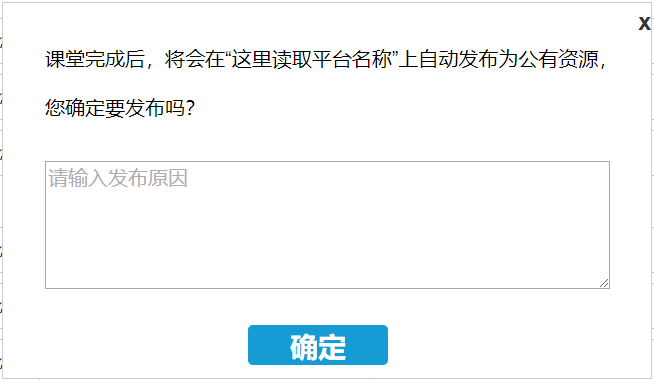 x
课堂完成后，将会在“这里读取平台名称”上自动发布为公有资源，
您确定要发布吗？
请输入发布原因
确定